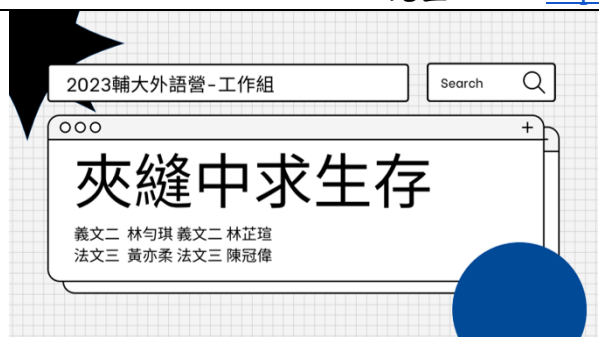 2023輔大外語營-工作組
Search
夾縫中求生存
義文二 林勻琪 義文二 林芷瑄
法文三 黃亦柔 法文三 陳冠偉